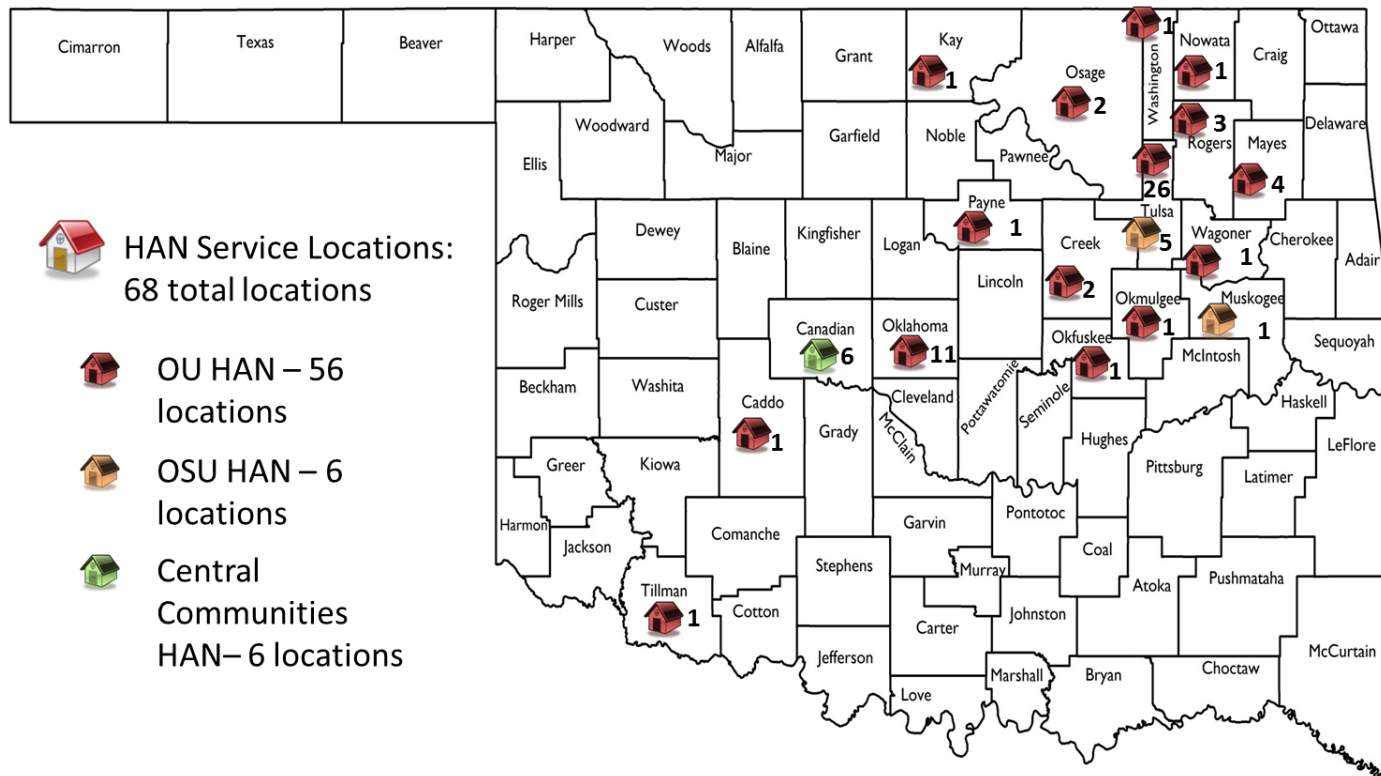 HAN Service Locations:
68 total locations
OU HAN – 56
locations
OSU HAN – 6
locations
Central
Communities
HAN– 6 locations
Cimarron
Texas
Beaver
Harper
Woods
Alfalfa
Grant
Kay
1
Osage
2
Washington
1
Nowata
1
Craig
Ottawa
Woodward
Ellis
Major
Garfield
Noble
Pawnee
Rogers
3
Mayes
4
Delaware
26
Tulsa
5
Payne
1
Dewey
Blaine
Kingfisher
Logan
Lincoln
Creek
2
Wagoner
1
Cherokee
Adair
Roger Mills
Custer
Canadian
6
Oklahoma
11
Okmulgee
1
Muskogee
1
Okfuskee
1
McIntosh
Sequoyah
Beckham
Washita
Caddo
1
Grady
McClain
Cleveland
Pottawatomie
Seminole
Hughes
Haskell
LeFlore
Pittsburg
Latimer
Greer
Kiowa
Harmon
Jackson
Comanche
Garvin
Pontotoc
Coal
Stephens
Murray
Atoka
Pushmataha
Tillman
1
Cotton
Carter
Johnston
McCurtain
Jefferson
Love
Marshall
Bryan
Choctaw